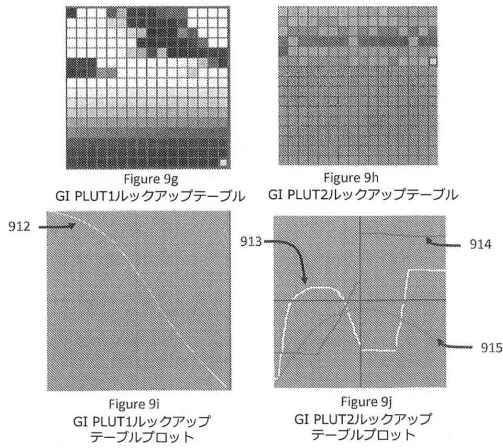 Figure 9g
GI PLUT1ルックアップテーブル
Figure 9h
GI PLUT2ルックアップテーブル
912
913
914
915
Figure 9i
GI PLUT1ルックアップ
テーブルプロット
Figure 9j
GI PLUT2ルックアップ
テーブルプロット